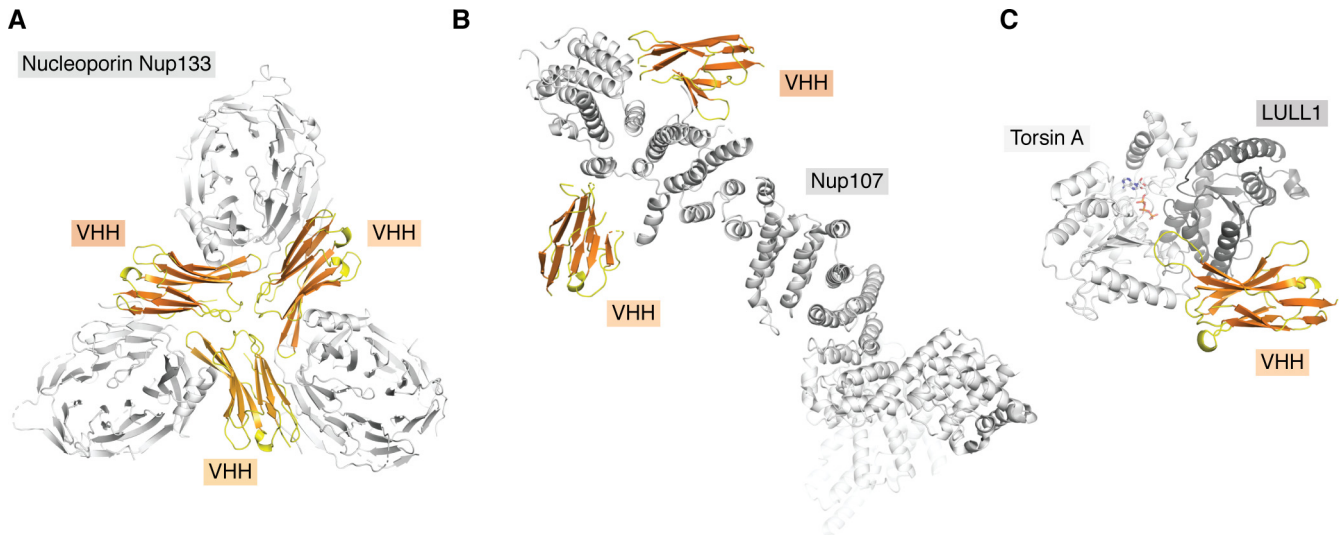 A
Nucleoporin Nup133
VHH
VHH
VHH
B
VHH
Nup107
VHH
C
LULL1
Torsin A
VHH